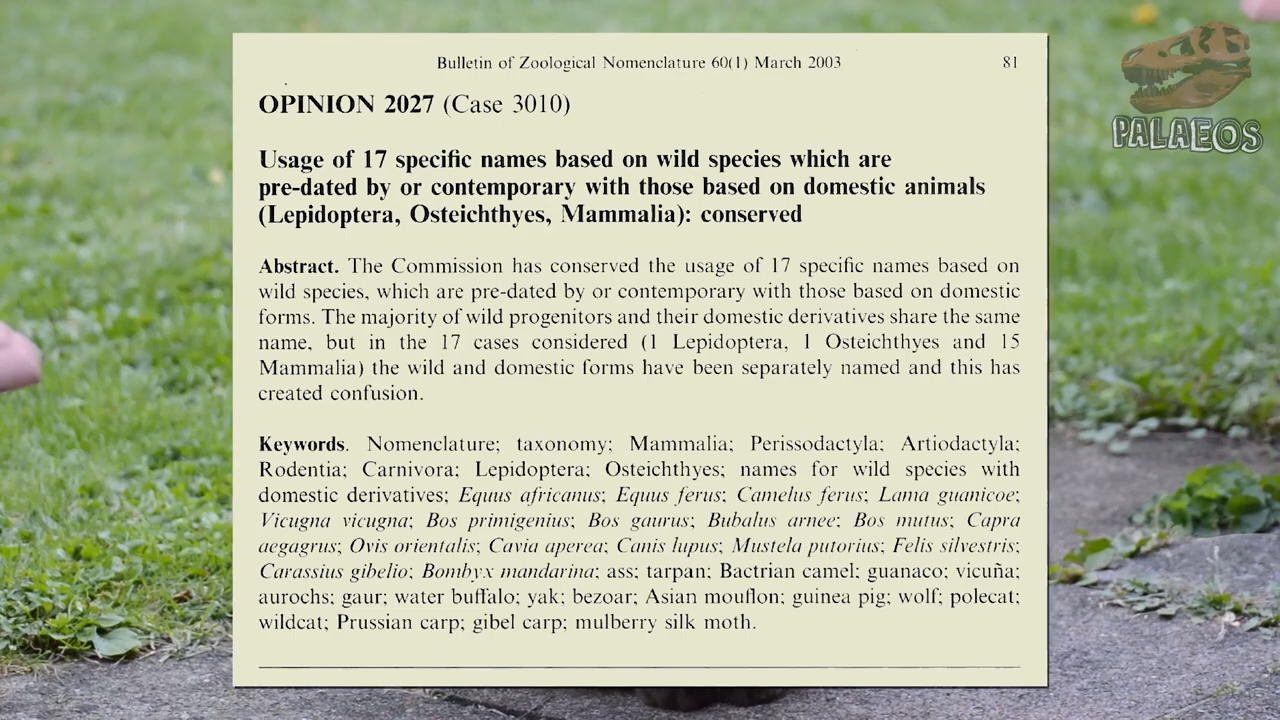 Bulletin of Zoological Nomenclature 60(1) March 2003 81
PALAEOS
OPINION 2027 (Case 3010)
Usage of 17 specific names based on wild species which are
pre-dated by or contemporary with those based on domestic animals
(Lepidoptera, Osteichthyes, Mammalia): conserved
Abstract. The Commission has conserved the usage of 17 specific names based on
wild species, which are pre-dated by or contemporary with those based on domestic
forms. The majority of wild progenitors and their domestic derivatives share the same
name, but in the 17 cases considered (1 Lepidoptera, 1 Osteichthyes and 15
Mammalia) the wild and domestic forms have been separately named and this has
created confusion.
Keywords. Nomenclature; taxonomy; Mammalia; Perissodactyla; Artiodactyla;
Rodentia; Carnivora; Lepidoptera; Osteichthyes; names for wild species with
domestic derivatives; Equus africanus; Equus ferus; Camelus ferus; Lama guanicoe;
Vicugna vicugna; Bos primigenius; Bos gaurus; Bubalus arnee; Bos mutus; Capra
aegagrus; Ovis orientalis; Cavia aperea; Canis lupus; Mustela putorius; Felis silvestris;
Carassius gibelio; Bombyx mandarina; ass; tarpan; Bactrian camel; guanaco; vicuña;
aurochs; gaur; water buffalo; yak; bezoar; Asian mouflon; guinea pig; wolf; polecat;
wildcat; Prussian carp; gibel carp; mulberry silk moth.